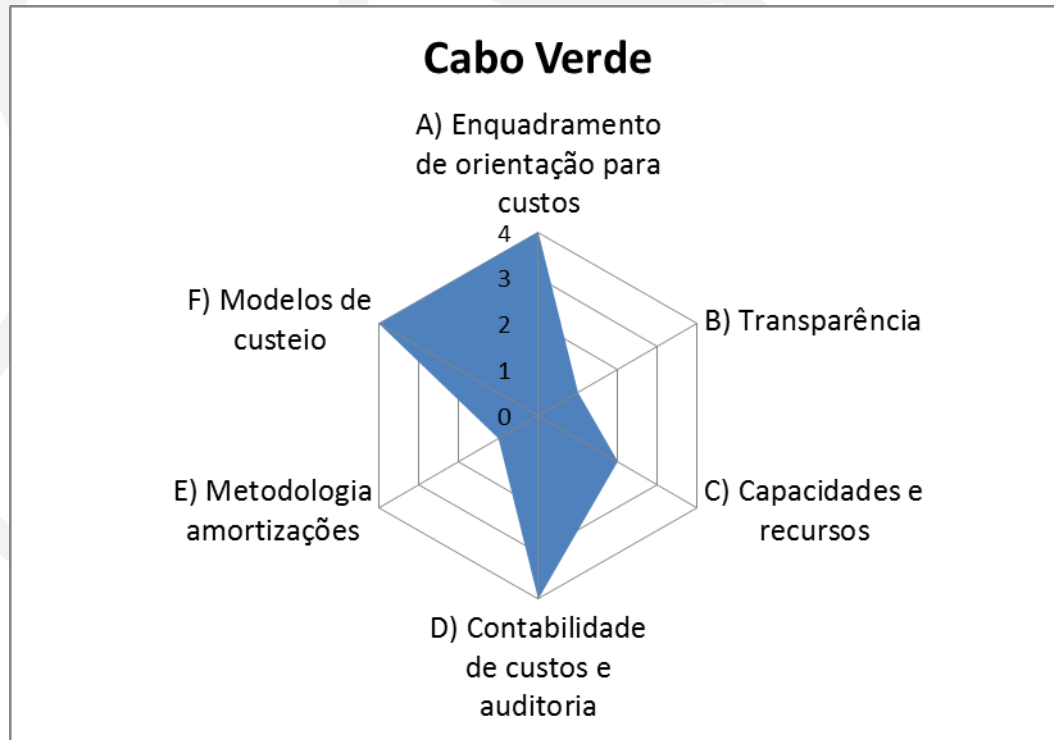 Cabo Verde
A) Enquadramento
de orientação para
custos
4
3
2
1
0
B) Transparência
C) Capacidades e
recursos
D) Contabilidade
de custos e
auditoria
E) Metodologia
amortizações
F) Modelos de
custeio